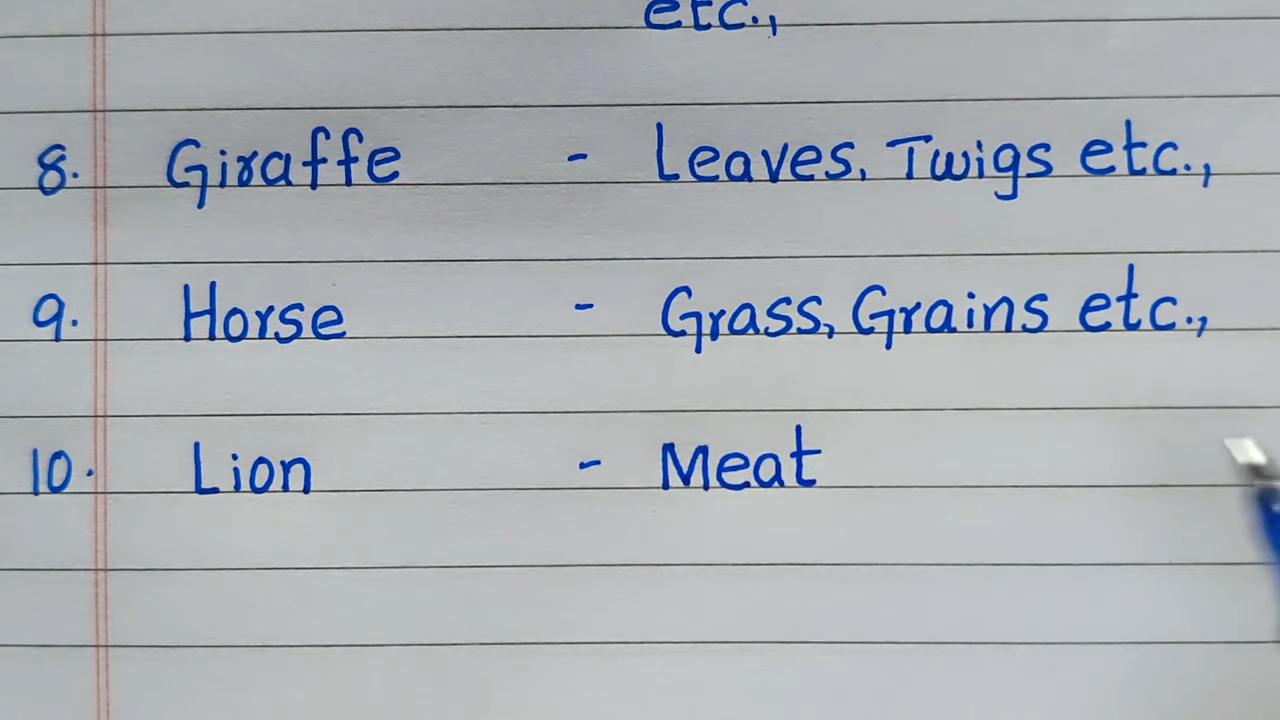 etc.,
8. Giraffe - Leaves, Twigs etc.,
9. Horse - Grass, Grains etc.,
10. Lion - Meat